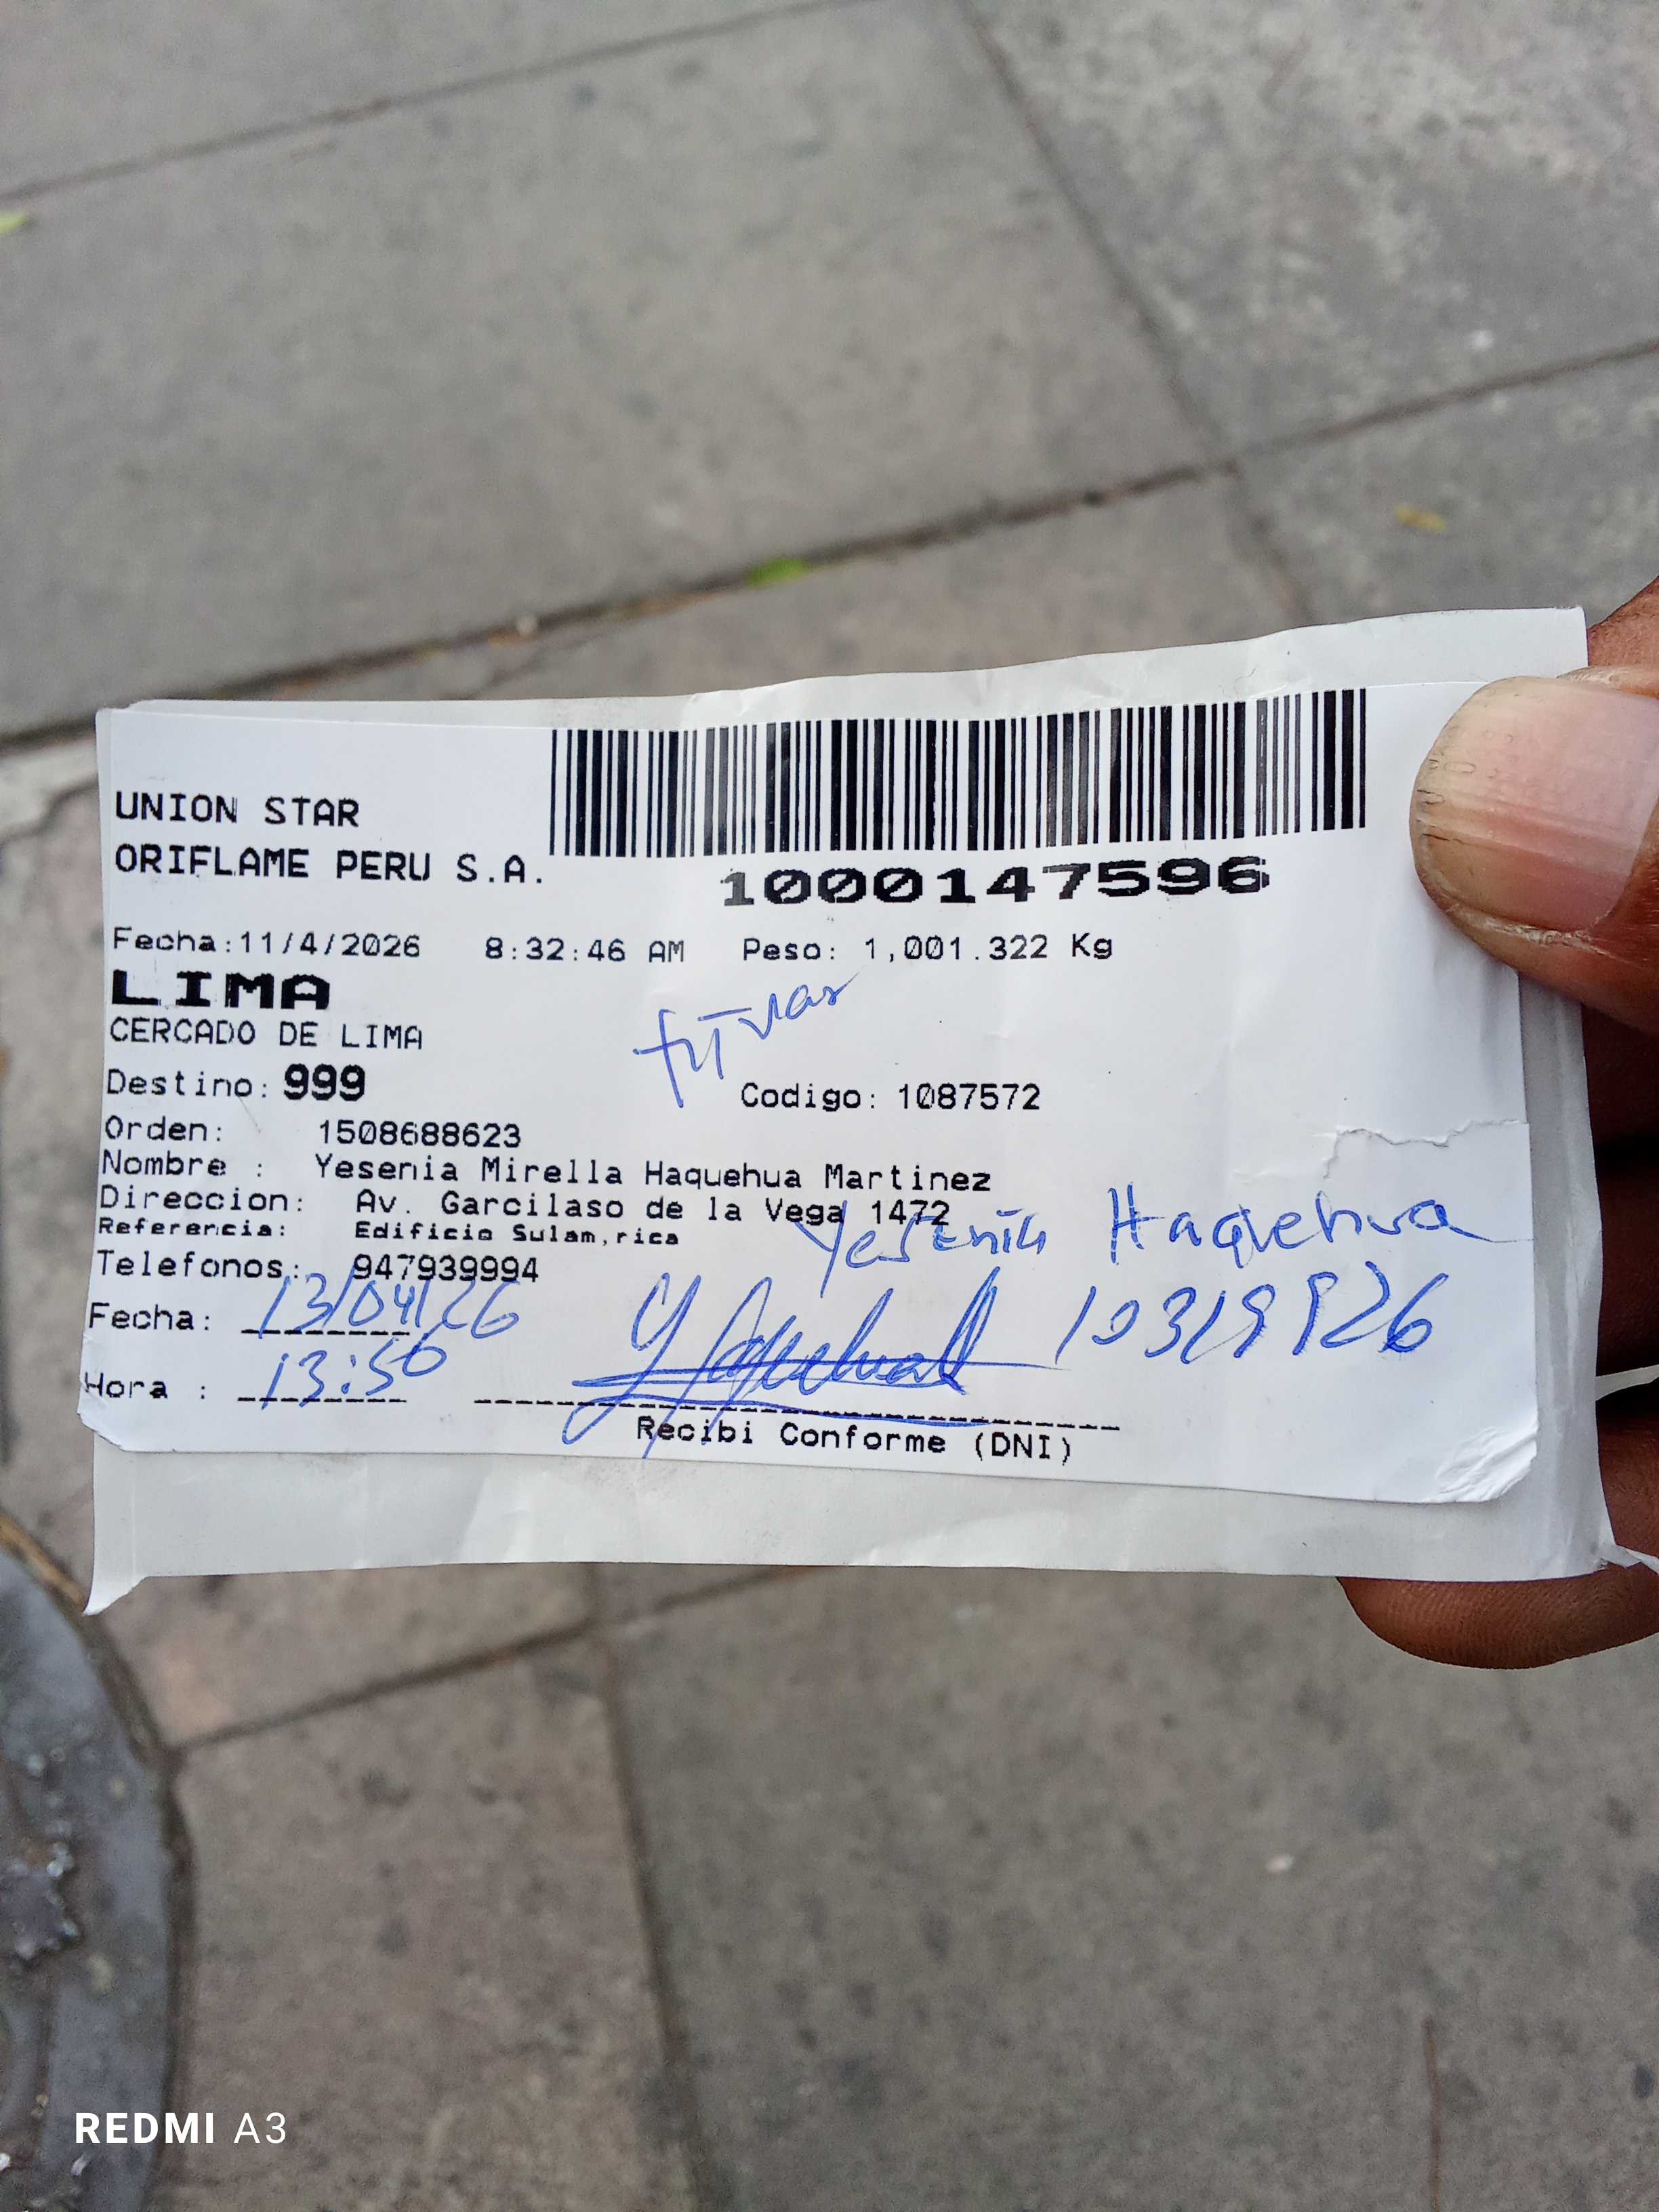 UNION STAR
ORIFLAME PERU S.A.
1000147596
Fecha:11/4/2026 8:32:46 AM Peso: 1,001.322 Kg
LIMA
CERCADO DE LIMA
Destino: 999
Codigo: 1087572
Orden: 1508688623
Nombre : Yesenia Mirella Haquehua Martinez
Direccion: Av. Garcilaso de la Vega 1472
Referencia: Edificio Sulam,rica
Yesenia Haquehua
Telefonos: 947939994
Fecha: 13/04/26
Hora : 13:50
Recibi Conforme (DNI)
REDMI A3